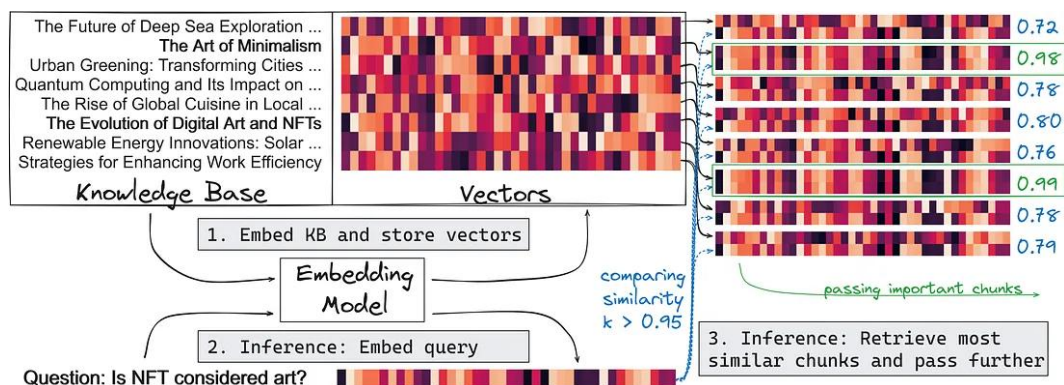 The Future of Deep Sea Exploration ...
The Art of Minimalism
Urban Greening: Transforming Cities ...
Quantum Computing and Its Impact on ...
The Rise of Global Cuisine in Local ...
The Evolution of Digital Art and NFTs
Renewable Energy Innovations: Solar ...
Strategies for Enhancing Work Efficiency
Knowledge Base
Vectors
0.72
0.98
0.78
0.80
0.76
0.99
0.78
0.79
1. Embed KB and store vectors
Embedding
Model
comparing
similarity
k > 0.95
passing important chunks
2. Inference: Embed query
3. Inference: Retrieve most
similar chunks and pass further
Question: Is NFT considered art?